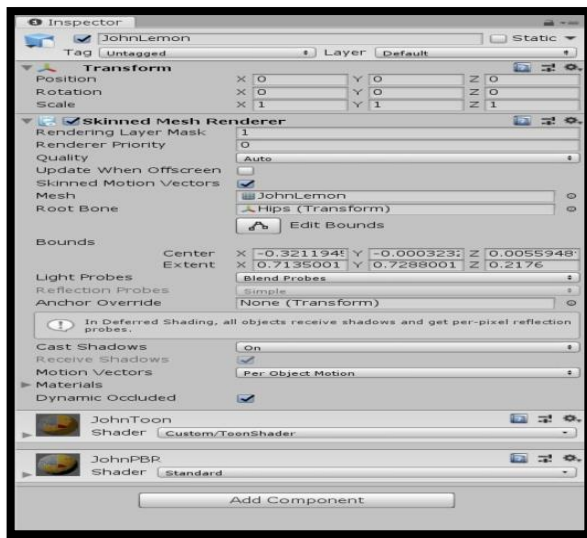 Inspector
JohnLemon Static
Tag Untagged Layer Default
Transform
Position X 0 Y 0 Z 0
Rotation X 0 Y 0 Z 0
Scale X 1 Y 1 Z 1
Skinned Mesh Renderer
Rendering Layer Mask 1
Renderer Priority 0
Quality Auto
Update When Offscreen
Skinned Motion Vectors
Mesh JohnLemon
Root Bone Hips (Transform)
Edit Bounds
Bounds
Center X -0.3211945 Y -0.000323 Z 0.0055948
Extent X 0.7135001 Y 0.7288001 Z 0.2176
Light Probes Blend Probes
Reflection Probes Simple
Anchor Override None (Transform)
In Deferred Shading, all objects receive shadows and get per-pixel reflection
probes.
Cast Shadows On
Receive Shadows
Motion Vectors Per Object Motion
Materials
Dynamic Occluded
JohnToon
Shader Custom/ToonShader
JohnPBR
Shader Standard
Add Component